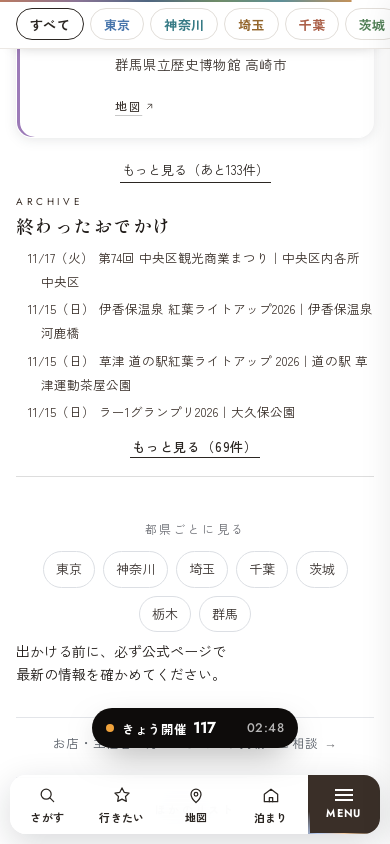 すべて 東京 神奈川 埼玉 千葉 茨城
群馬県立歴史博物館 高崎市
地図 ↗
もっと見る（あと133件）
ARCHIVE
終わったおでかけ
11/17（火） 第74回 中央区観光商業まつり｜中央区内各所
中央区
11/15（日） 伊香保温泉 紅葉ライトアップ2026｜伊香保温泉
河鹿橋
11/15（日） 草津 道の駅紅葉ライトアップ 2026｜道の駅 草
津運動茶屋公園
11/15（日） ラー1グランプリ2026｜大久保公園
もっと見る（69件）
都県ごとに見る
東京 神奈川 埼玉 千葉 茨城
栃木 群馬
出かける前に、必ず公式ページで
最新の情報を確かめてください。
きょう開催 117 02:48
お店・ 相談 →
さがす 行きたい 地図 泊まり MENU